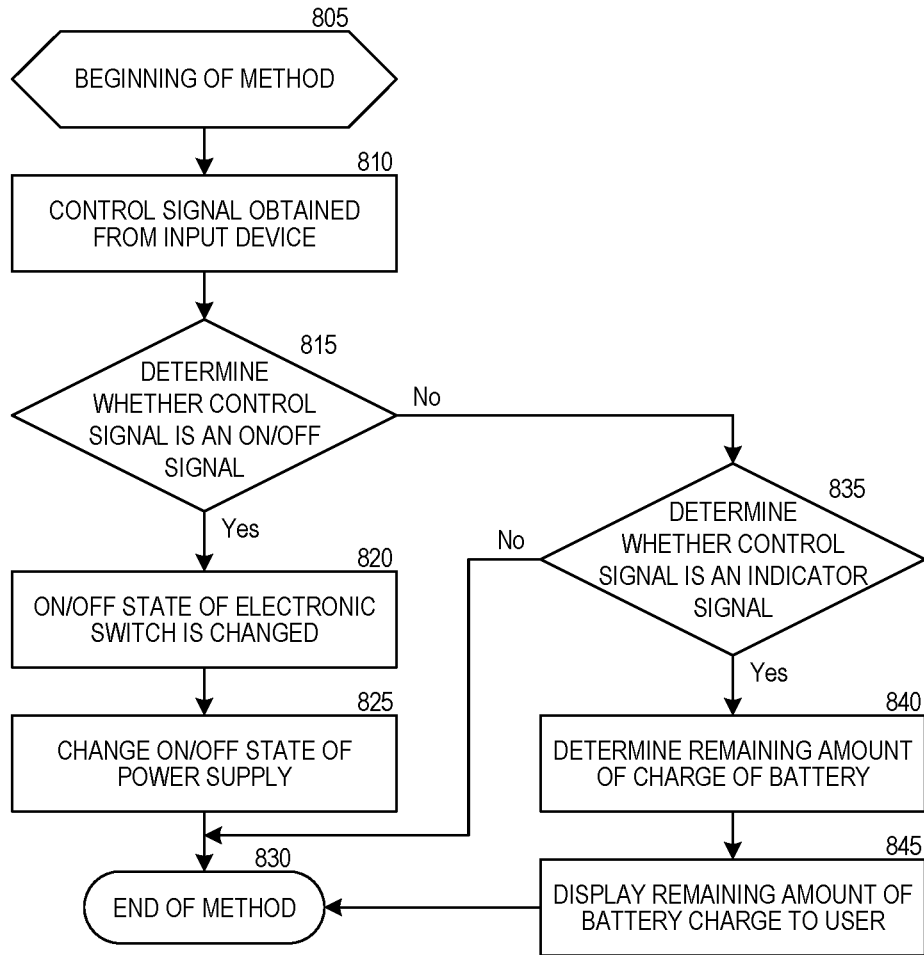 805
BEGINNING OF METHOD
810
CONTROL SIGNAL OBTAINED
FROM INPUT DEVICE
815
DETERMINE
WHETHER CONTROL
SIGNAL IS AN ON/OFF
SIGNAL
No
Yes
820
ON/OFF STATE OF ELECTRONIC
SWITCH IS CHANGED
825
CHANGE ON/OFF STATE OF
POWER SUPPLY
830
END OF METHOD
835
DETERMINE
WHETHER CONTROL
SIGNAL IS AN INDICATOR
SIGNAL
No
Yes
840
DETERMINE REMAINING AMOUNT
OF CHARGE OF BATTERY
845
DISPLAY REMAINING AMOUNT OF
BATTERY CHARGE TO USER